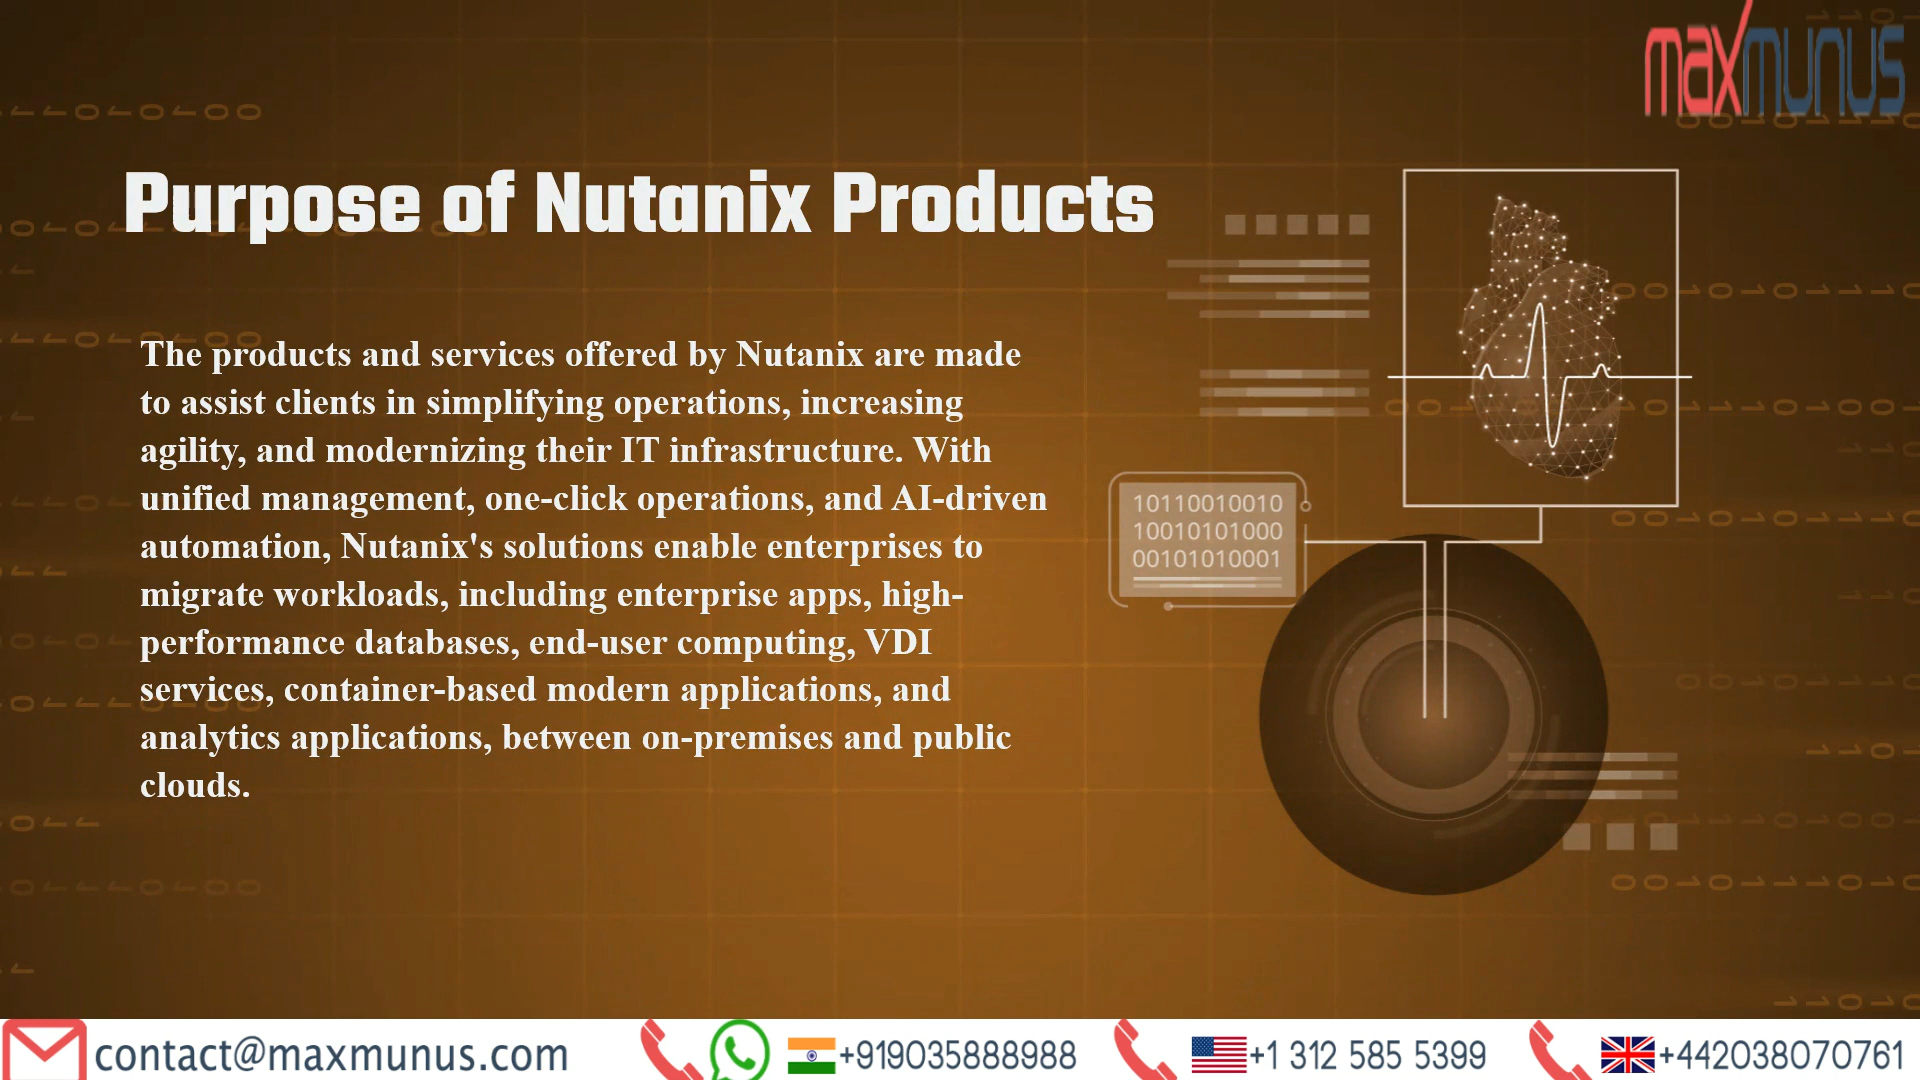 maxmunus
Purpose of Nutanix Products
The products and services offered by Nutanix are made
to assist clients in simplifying operations, increasing
agility, and modernizing their IT infrastructure. With
unified management, one-click operations, and AI-driven
automation, Nutanix's solutions enable enterprises to
migrate workloads, including enterprise apps, high-
performance databases, end-user computing, VDI
services, container-based modern applications, and
analytics applications, between on-premises and public
clouds.
10110010010
10010101000
00101010001
contact@maxmunus.com
+919035888988
+1 312 585 5399
+442038070761